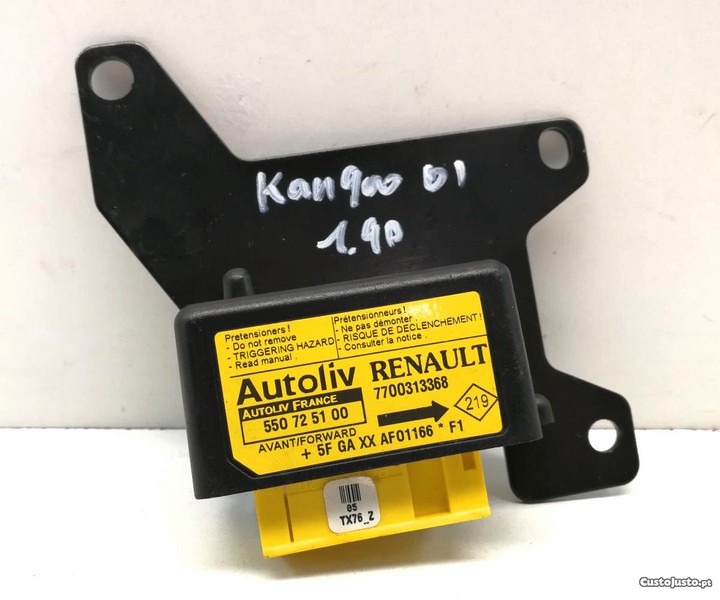 Kangoo 01
1.9D
Pretensioners !
- Do not remove
- TRIGGERING HAZARD
- Read manual.
Prétensionneurs !
- Ne pas démonter.
- RISQUE DE DECLENCHEMENT !
- Consulter la notice.
Autoliv RENAULT
AUTOLIV FRANCE
7700313368
550 72 51 00
219
AVANT/FORWARD
+ 5F GA XX AF01166 * F1
05
TX76_Z
CustoJusto.pt